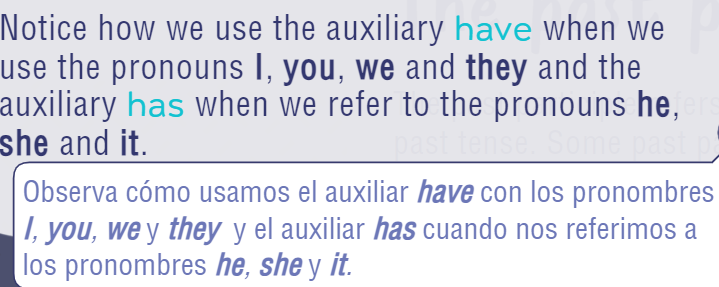 Notice how we use the auxiliary have when we
use the pronouns I, you, we and they and the
auxiliary has when we refer to the pronouns he,
she and it.
Observa cómo usamos el auxiliar have con los pronombres
I, you, we y they y el auxiliar has cuando nos referimos a
los pronombres he, she y it.